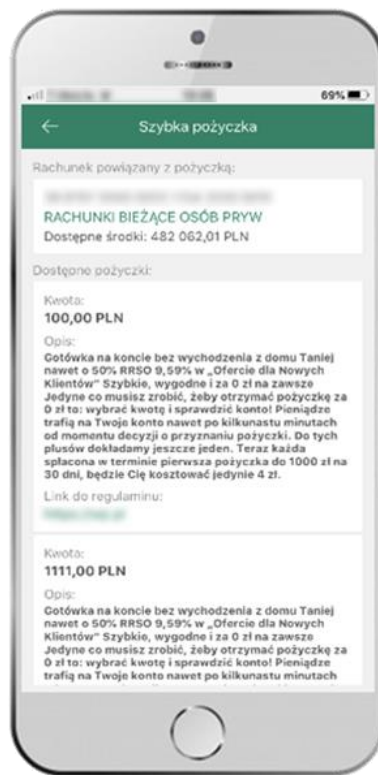 69%
Szybka pożyczka
Rachunek powiązany z pożyczką:
RACHUNKI BIEŻĄCE OSÓB PRYW
Dostępne środki: 482 062,01 PLN
Dostępne pożyczki:
Kwota:
100,00 PLN
Opis:
Gotówka na koncie bez wychodzenia z domu Taniej
nawet o 50% RRSO 9,59% w „Ofercie dla Nowych
Klientów" Szybkie, wygodne i za 0 zł na zawsze
Jedyne co musisz zrobić, żeby otrzymać pożyczkę za
0 zł to: wybrać kwotę i sprawdzić konto! Pieniądze
trafią na Twoje konto nawet po kilkunastu minutach
od momentu decyzji o przyznaniu pożyczki. Do tych
plusów dokładamy jeszcze jeden. Teraz każda
spłacona w terminie pierwsza pożyczka do 1000 zł na
30 dni, będzie Cię kosztować jedynie 4 zł.
Link do regulaminu:
Kwota:
1111,00 PLN
Opis:
Gotówka na koncie bez wychodzenia z domu Taniej
nawet o 50% RRSO 9,59% w „Ofercie dla Nowych
Klientów" Szybkie, wygodne i za 0 zł na zawsze
Jedyne co musisz zrobić, żeby otrzymać pożyczkę za
0 zł to: wybrać kwotę i sprawdzić konto! Pieniądze
trafią na Twoje konto nawet po kilkunastu minutach